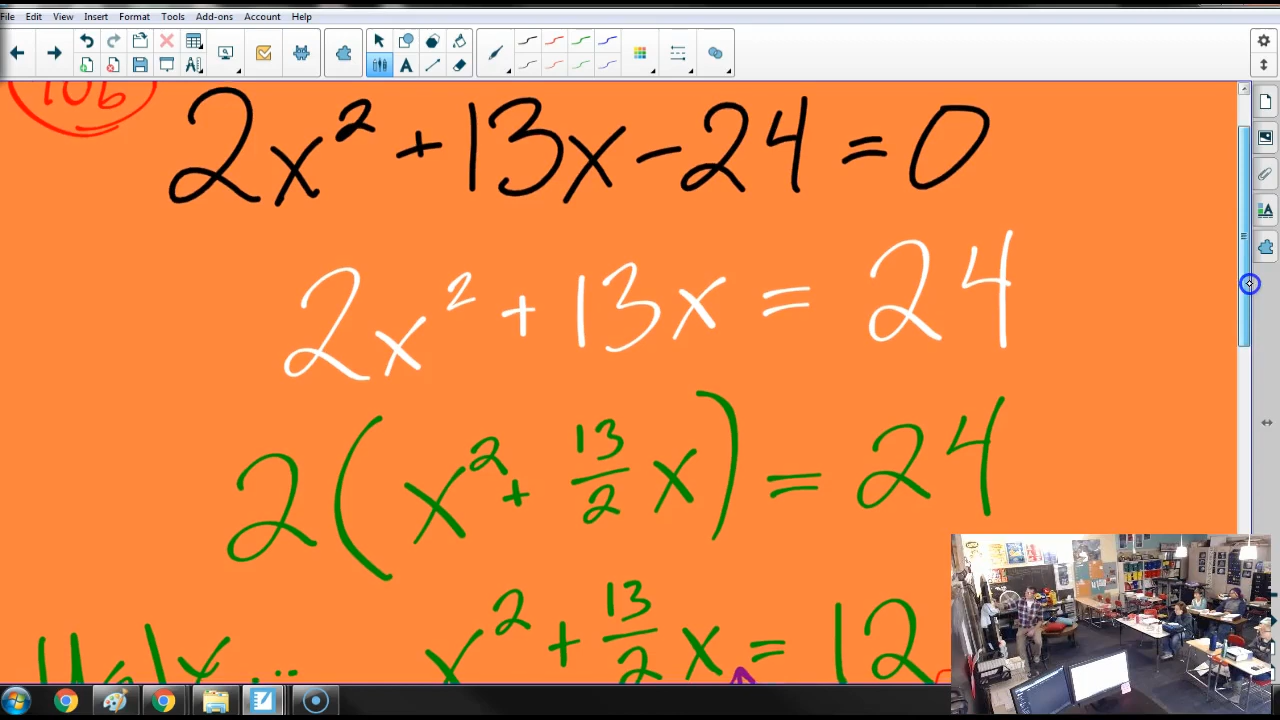 File Edit View Insert Format Tools Add-ons Account Help
10b
2x² + 13x - 24 = 0
2x² + 13x = 24
2(x² + 13/2 x) = 24
x² + 13/2 x = 12